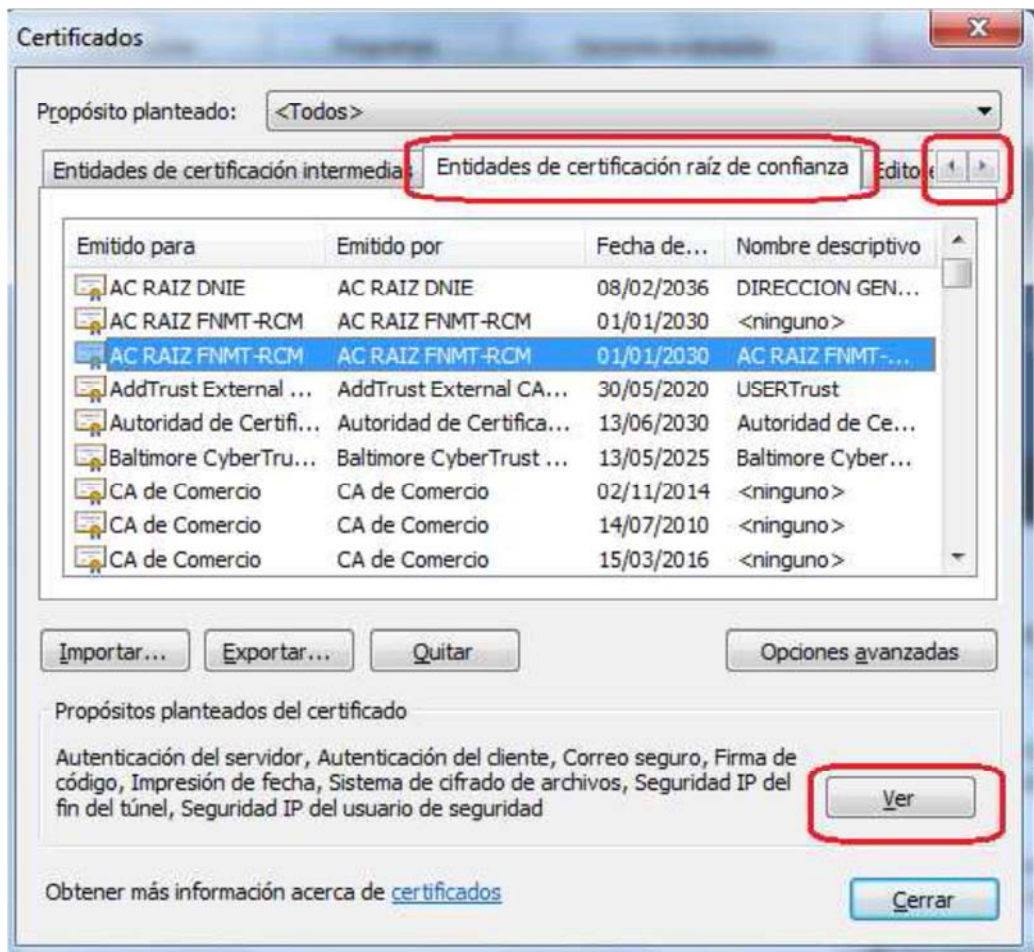 Certificados
Propósito planteado: <Todos>
Entidades de certificación intermedias Entidades de certificación raíz de confianza Editore
Emitido para Emitido por Fecha de... Nombre descriptivo
AC RAIZ DNIE AC RAIZ DNIE 08/02/2036 DIRECCION GEN...
AC RAIZ FNMT-RCM AC RAIZ FNMT-RCM 01/01/2030 <ninguno>
AC RAIZ FNMT-RCM AC RAIZ FNMT-RCM 01/01/2030 AC RAIZ FNMT-...
AddTrust External ... AddTrust External CA... 30/05/2020 USERTrust
Autoridad de Certifi... Autoridad de Certifica... 13/06/2030 Autoridad de Ce...
Baltimore CyberTru... Baltimore CyberTrust ... 13/05/2025 Baltimore Cyber...
CA de Comercio CA de Comercio 02/11/2014 <ninguno>
CA de Comercio CA de Comercio 14/07/2010 <ninguno>
CA de Comercio CA de Comercio 15/03/2016 <ninguno>
Importar... Exportar... Quitar Opciones avanzadas
Propósitos planteados del certificado
Autenticación del servidor, Autenticación del cliente, Correo seguro, Firma de
código, Impresión de fecha, Sistema de cifrado de archivos, Seguridad IP del
fin del túnel, Seguridad IP del usuario de seguridad
Ver
Obtener más información acerca de certificados
Cerrar